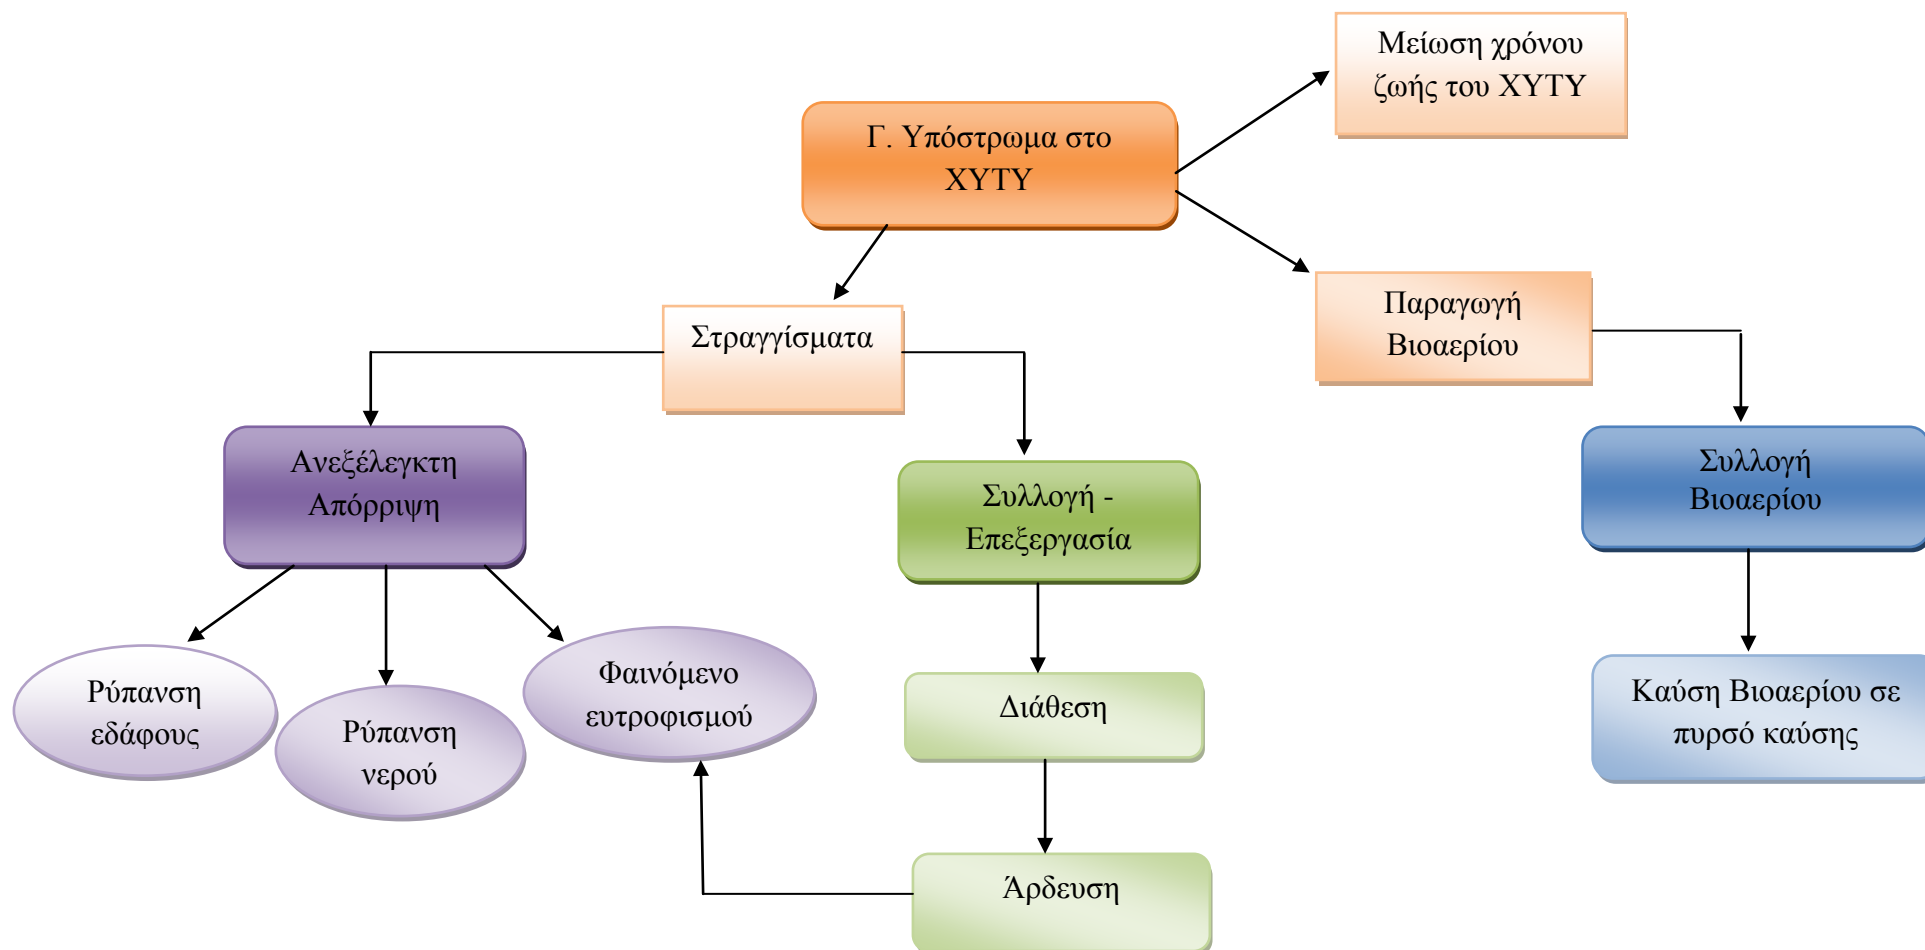 Μείωση χρόνου
ζωής του ΧΥΤΥ
Γ. Υπόστρωμα στο
ΧΥΤΥ
Παραγωγή
Βιοαερίου
Στραγγίσματα
Ανεξέλεγκτη
Απόρριψη
Συλλογή -
Επεξεργασία
Συλλογή
Βιοαερίου
Ρύπανση
εδάφους
Ρύπανση
νερού
Φαινόμενο
ευτροφισμού
Διάθεση
Καύση Βιοαερίου σε
πυρσό καύσης
Άρδευση